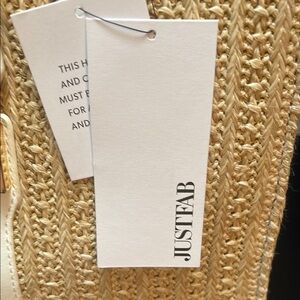 THIS H
AND C
MUST B
FOR
AND
JUSTFAB